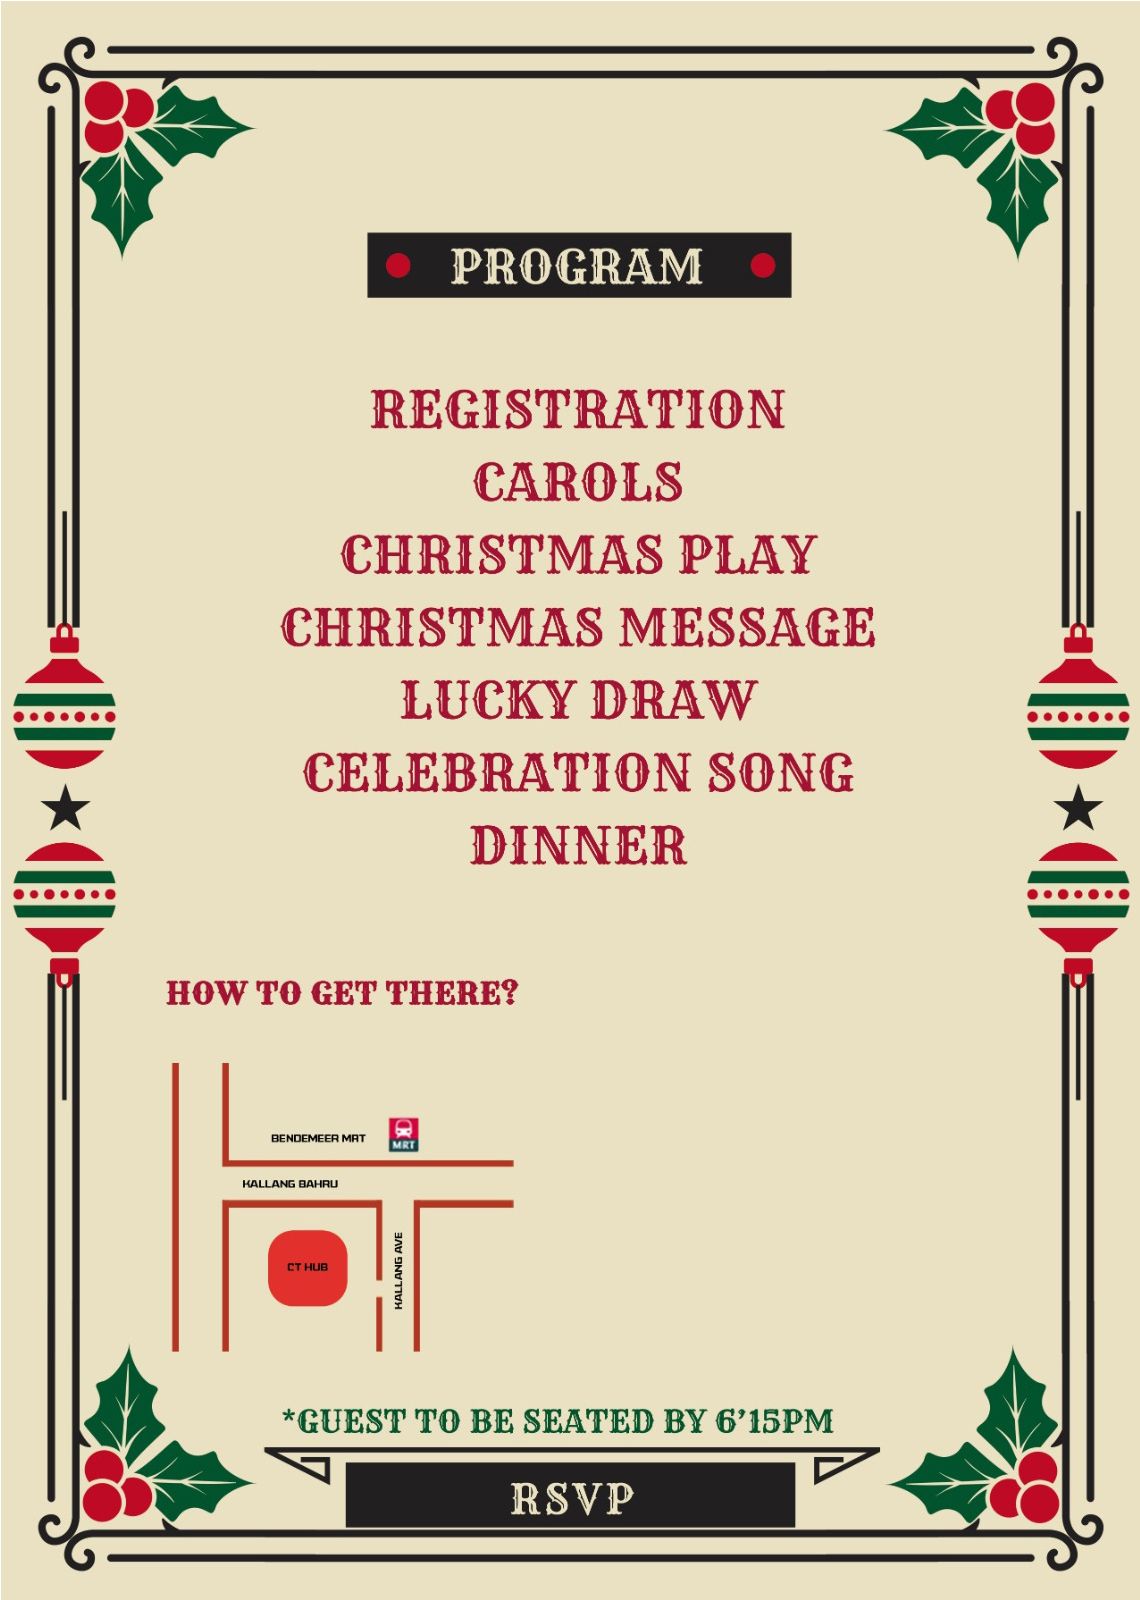 PROGRAM
REGISTRATION
CAROLS
CHRISTMAS PLAY
CHRISTMAS MESSAGE
LUCKY DRAW
CELEBRATION SONG
DINNER
HOW TO GET THERE?
BENDEMEER MRT
MRT
KALLANG BAHRU
CT HUB
KALLANG AVE
*GUEST TO BE SEATED BY 6'15PM
RSVP